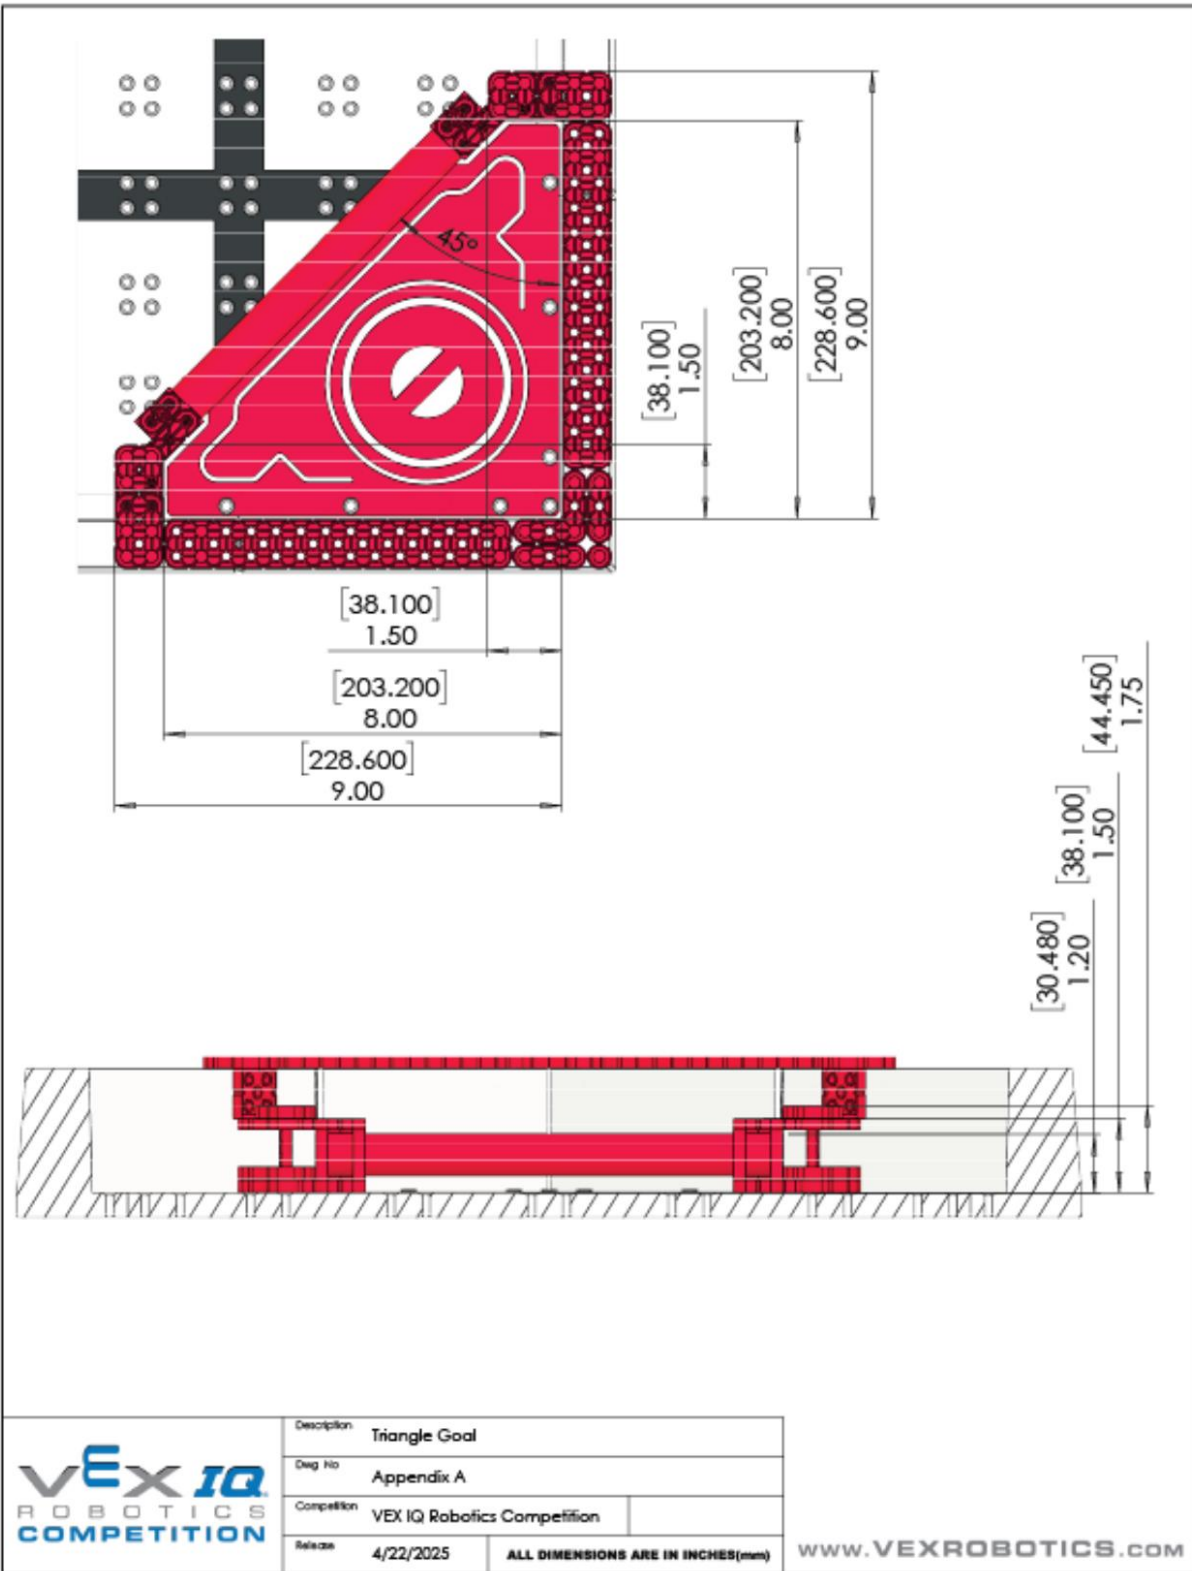 45°
[38.100]
1.50
[203.200]
8.00
[228.600]
9.00
[38.100]
1.50
[203.200]
8.00
[228.600]
9.00
[44.450]
1.75
[38.100]
1.50
[30.480]
1.20
VEX IQ
ROBOTICS
COMPETITION
Description Triangle Goal
Dwg No Appendix A
Competition VEX IQ Robotics Competition
Release 4/22/2025 ALL DIMENSIONS ARE IN INCHES(mm)
www.VEXROBOTICS.COM